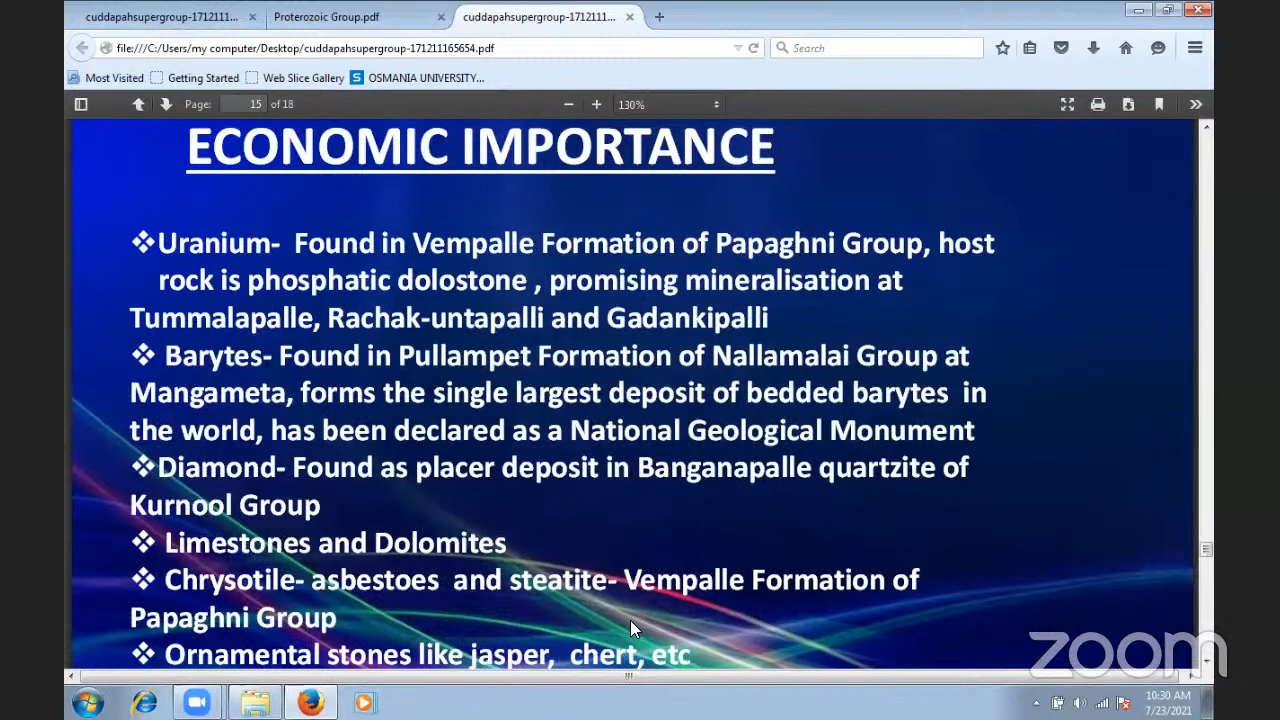 cuddapahsupergroup-1712111...
Proterozoic Group.pdf
cuddapahsupergroup-1712111...
file:///C:/Users/my computer/Desktop/cuddapahsupergroup-171211165654.pdf
Search
Most Visited
Getting Started
Web Slice Gallery
S
OSMANIA UNIVERSITY...
Page:
15 of 18
130%
ECONOMIC IMPORTANCE
❖Uranium- Found in Vempalle Formation of Papaghni Group, host
rock is phosphatic dolostone , promising mineralisation at
Tummalapalle, Rachak-untapalli and Gadankipalli
❖ Barytes- Found in Pullampet Formation of Nallamalai Group at
Mangameta, forms the single largest deposit of bedded barytes in
the world, has been declared as a National Geological Monument
❖Diamond- Found as placer deposit in Banganapalle quartzite of
Kurnool Group
❖ Limestones and Dolomites
❖ Chrysotile- asbestoes and steatite- Vempalle Formation of
Papaghni Group
❖ Ornamental stones like jasper, chert, etc
zoom
10:30 AM
7/23/2021